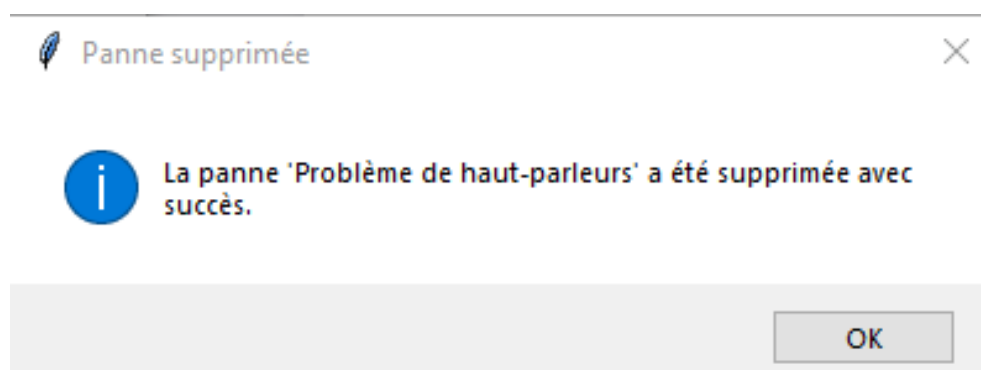 Panne supprimée
La panne 'Problème de haut-parleurs' a été supprimée avec
succès.
OK